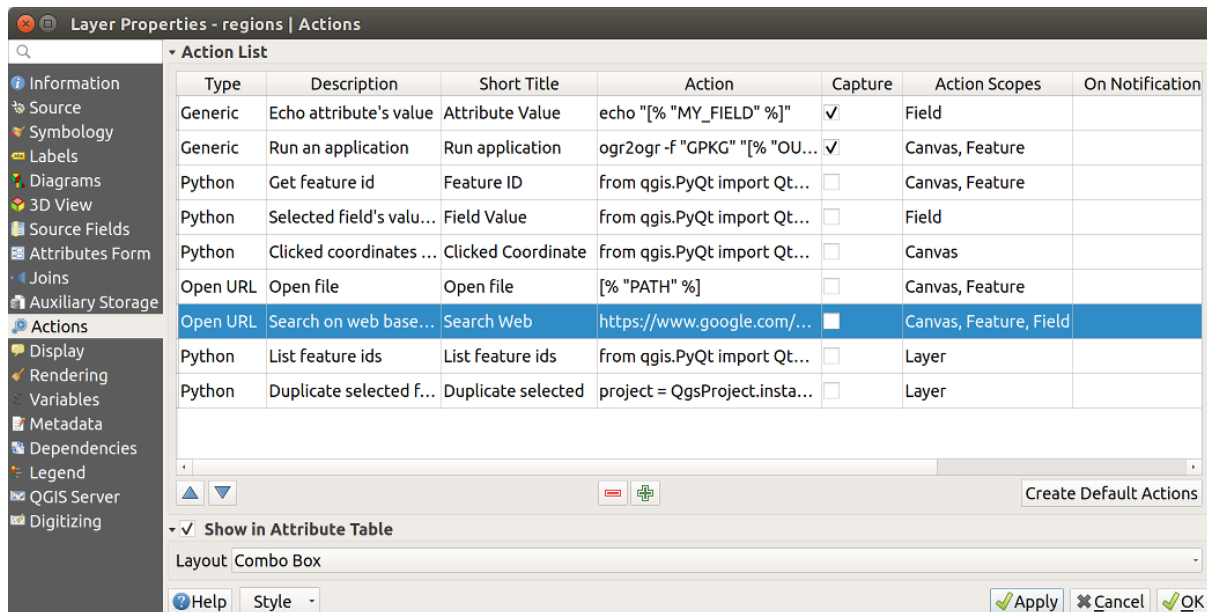 Layer Properties - regions | Actions
Information
Source
Symbology
Labels
Diagrams
3D View
Source Fields
Attributes Form
Joins
Auxiliary Storage
Actions
Display
Rendering
Variables
Metadata
Dependencies
Legend
QGIS Server
Digitizing
Action List
Type Description Short Title Action Capture Action Scopes On Notification
Generic Echo attribute's value Attribute Value echo "[% "MY_FIELD" %]" Field
Generic Run an application Run application ogr2ogr -f "GPKG" "[% "OU... Canvas, Feature
Python Get feature id Feature ID from qgis.PyQt import Qt... Canvas, Feature
Python Selected field's valu... Field Value from qgis.PyQt import Qt... Field
Python Clicked coordinates ... Clicked Coordinate from qgis.PyQt import Qt... Canvas
Open URL Open file Open file [% "PATH" %] Canvas, Feature
Open URL Search on web base... Search Web https://www.google.com/... Canvas, Feature, Field
Python List feature ids List feature ids from qgis.PyQt import Qt... Layer
Python Duplicate selected f... Duplicate selected project = QgsProject.insta... Layer
Create Default Actions
Show in Attribute Table
Layout Combo Box
Help Style Apply Cancel OK